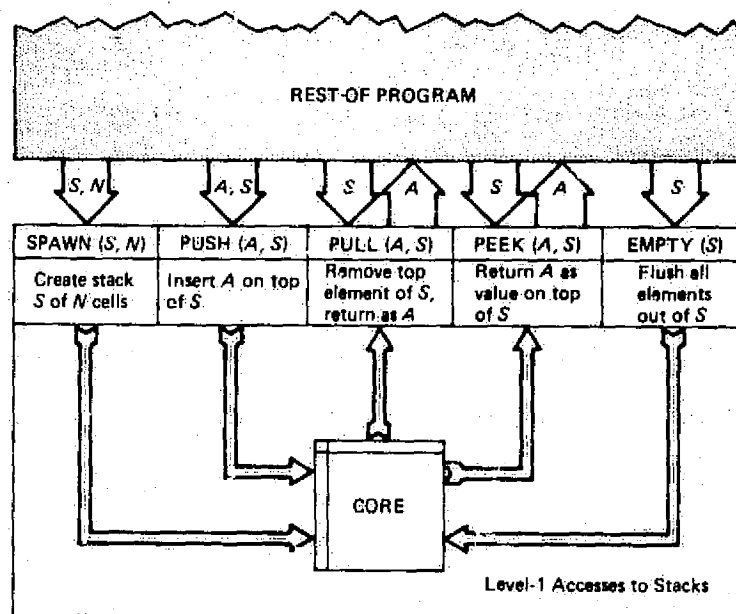 REST OF PROGRAM
S, N
A, S
S
A
S
A
S
SPAWN (S, N)
PUSH (A, S)
PULL (A, S)
PEEK (A, S)
EMPTY (S)
Create stack
S of N cells
Insert A on top
of S
Remove top
element of S,
return as A
Return A as
value on top
of S
Flush all
elements
out of S
CORE
Level-1 Accesses to Stacks